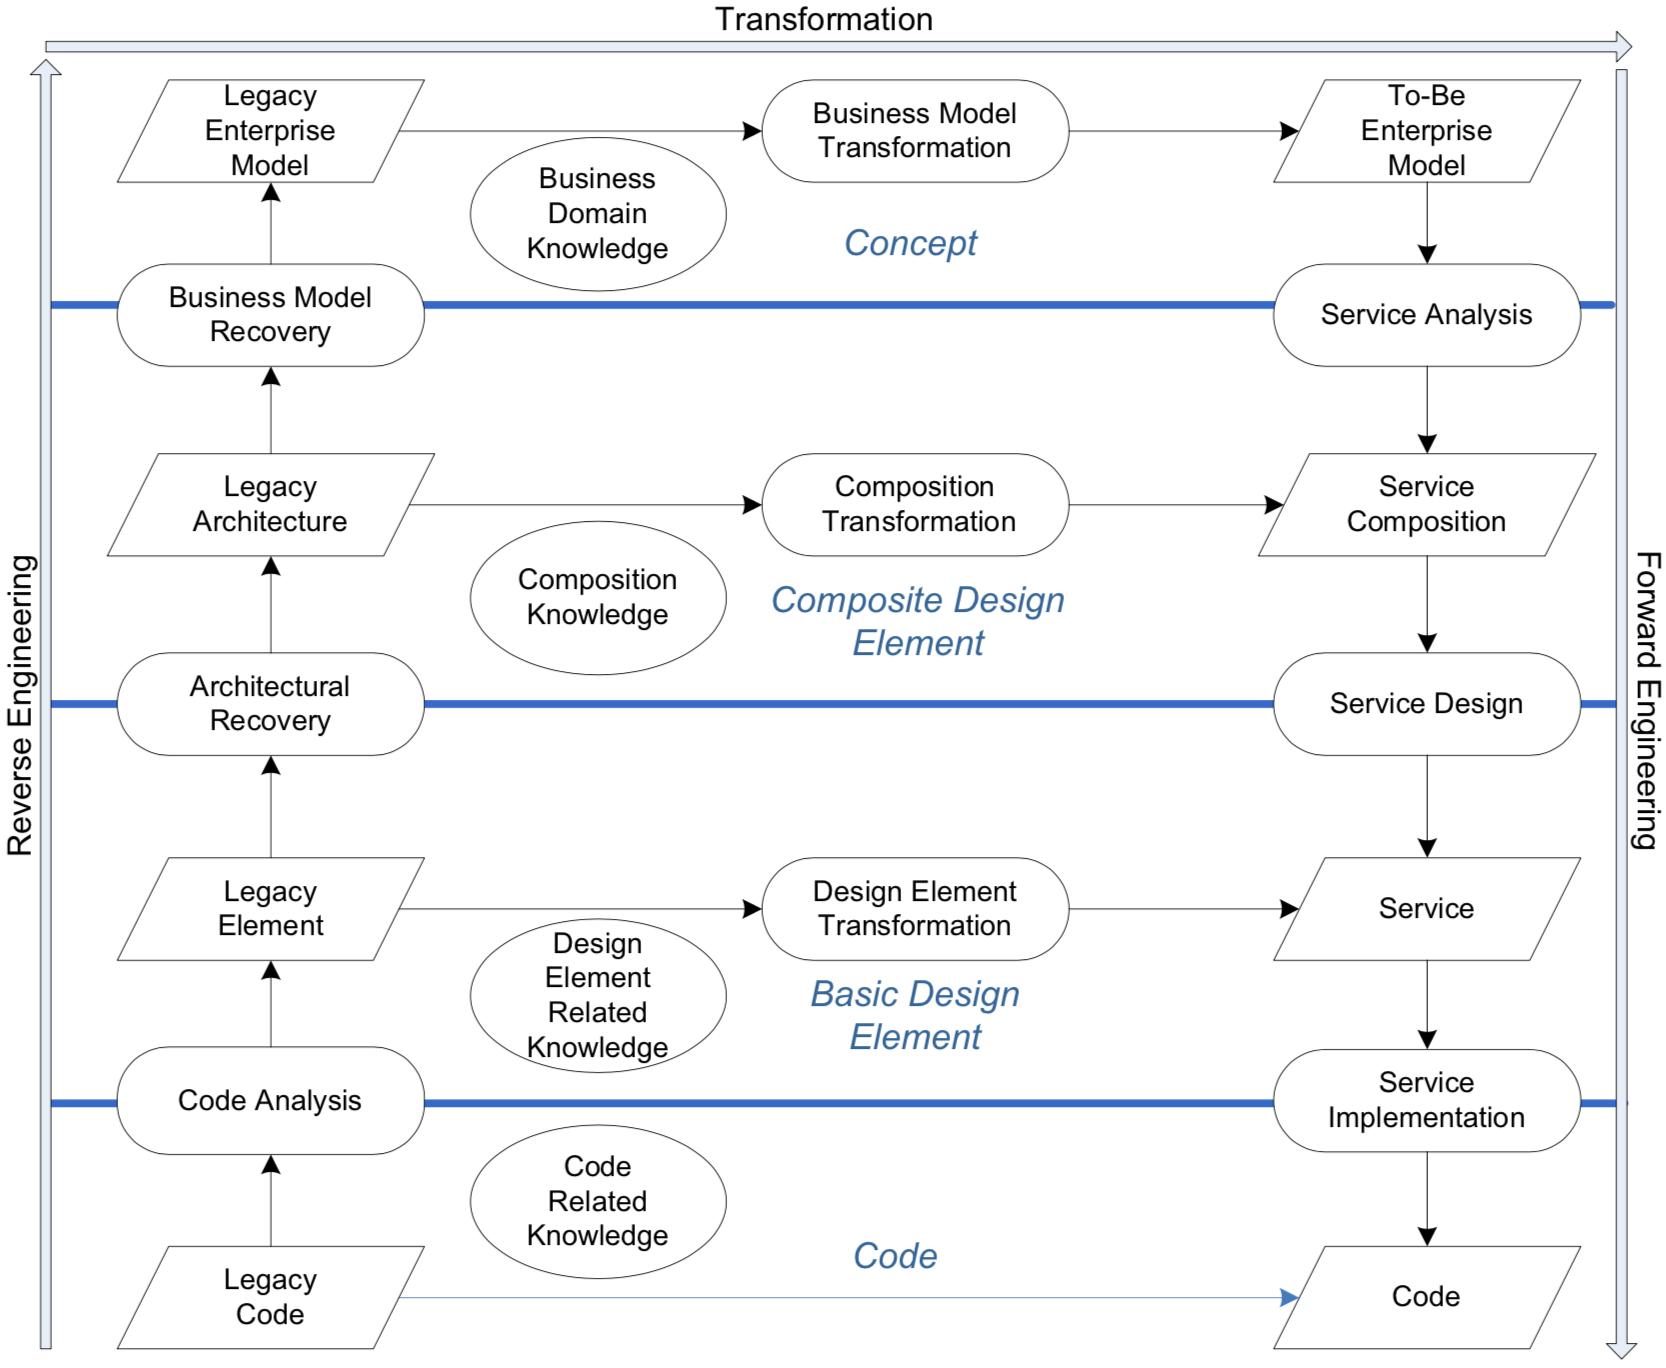 Transformation
Legacy
Enterprise
Model
Business Model
Transformation
To-Be
Enterprise
Model
Business
Domain
Knowledge
Concept
Business Model
Recovery
Service Analysis
Legacy
Architecture
Composition
Transformation
Service
Composition
Composition
Knowledge
Composite Design
Element
Reverse Engineering
Forward Engineering
Architectural
Recovery
Service Design
Legacy
Element
Design Element
Transformation
Service
Design
Element
Related
Knowledge
Basic Design
Element
Code Analysis
Service
Implementation
Code
Related
Knowledge
Code
Legacy
Code
Code